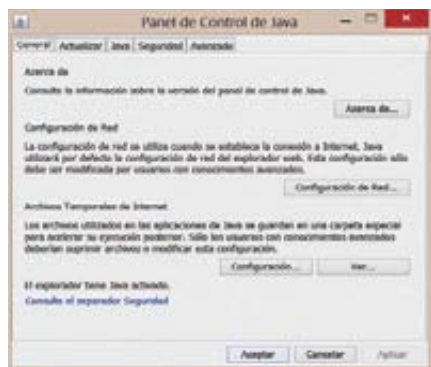 Panel de Control de Java
General Actualizar Java Seguridad Avanzado
Acerca de
Consulte la información sobre la versión del panel de control de Java.
Acerca de...
Configuración de Red
La configuración de red se utiliza cuando se establece la conexión a Internet. Java
utilizará por defecto la configuración de red del explorador web. Esta configuración sólo
debe ser modificada por usuarios con conocimientos avanzados.
Configuración de Red...
Archivos Temporales de Internet
Los archivos utilizados en las aplicaciones de Java se guardan en una carpeta especial
para acelerar su ejecución posterior. Sólo los usuarios con conocimientos avanzados
deberían suprimir archivos o modificar esta configuración.
Configuración... Ver...
El explorador tiene Java activado.
Consulte el separador Seguridad
Aceptar Cancelar Aplicar